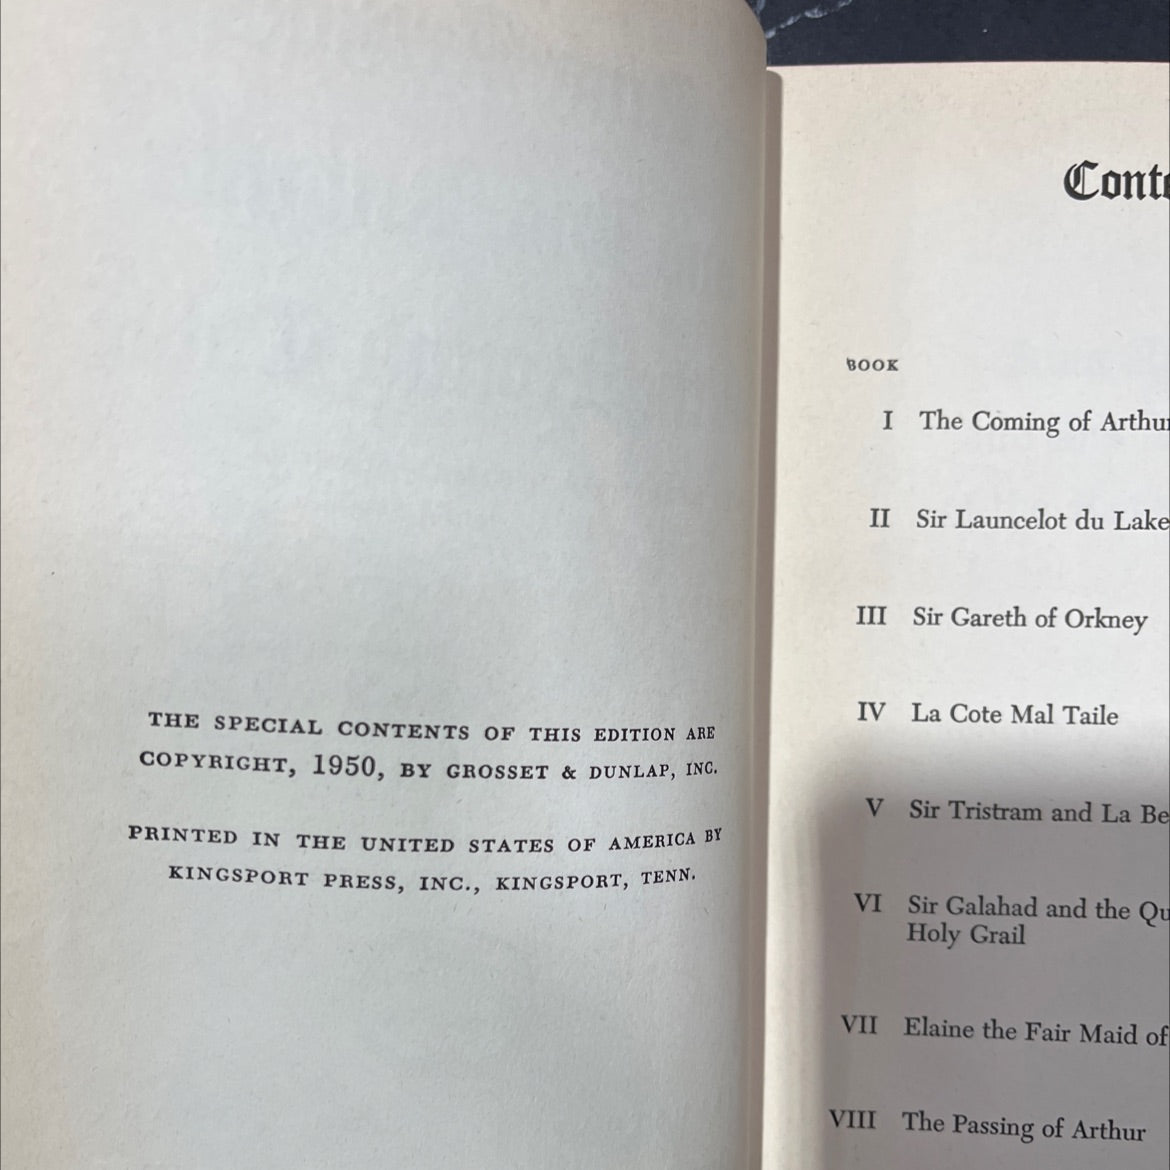 THE SPECIAL CONTENTS OF THIS EDITION ARE
COPYRIGHT, 1950, BY GROSSET & DUNLAP, INC.
PRINTED IN THE UNITED STATES OF AMERICA BY
KINGSPORT PRESS, INC., KINGSPORT, TENN.
Conte
BOOK
I The Coming of Arthur
II Sir Launcelot du Lake
III Sir Gareth of Orkney
IV La Cote Mal Taile
V Sir Tristram and La Be
VI Sir Galahad and the Qu
Holy Grail
VII Elaine the Fair Maid of
VIII The Passing of Arthur